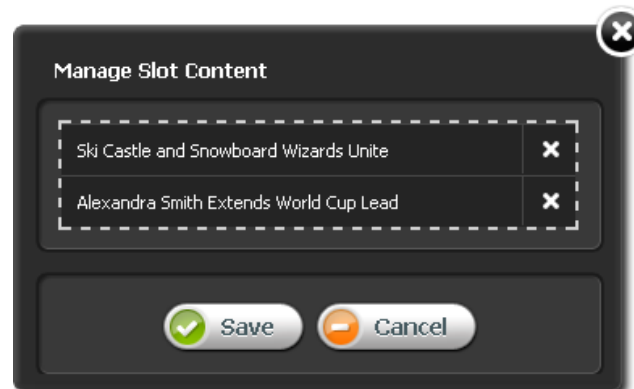 Manage Slot Content
Ski Castle and Snowboard Wizards Unite
Alexandra Smith Extends World Cup Lead
Save Cancel